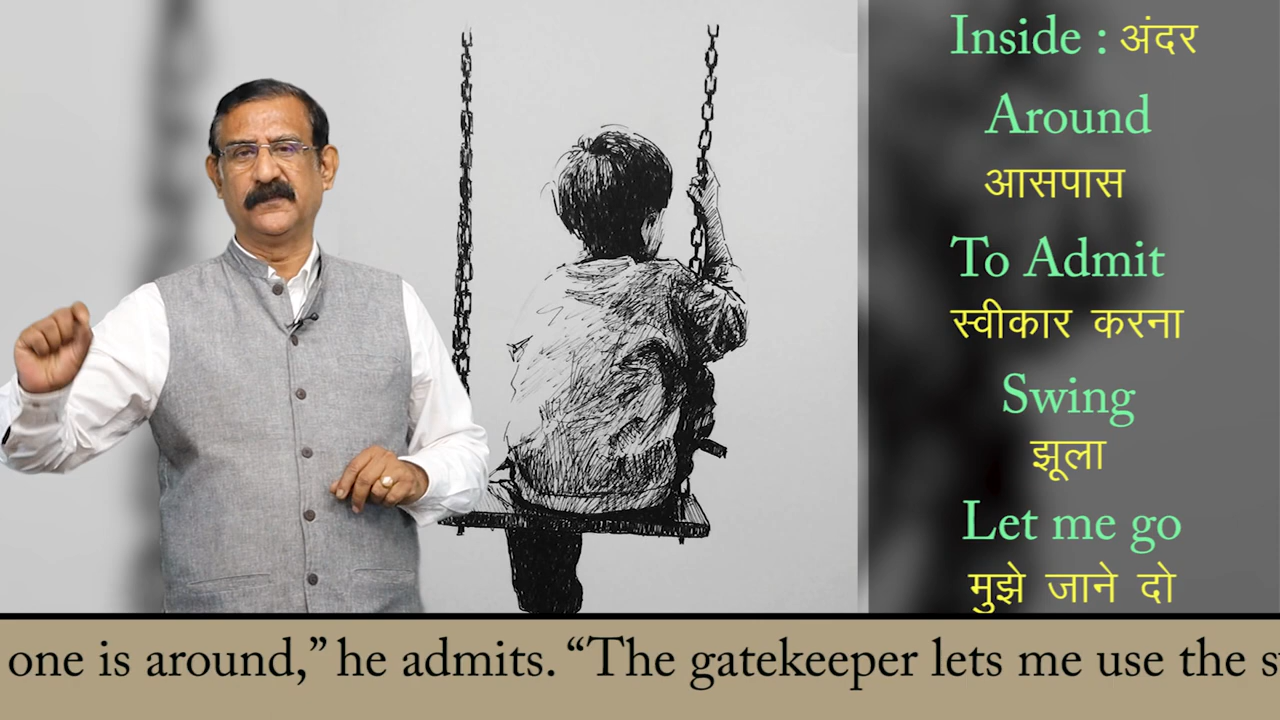 Inside : अंदर
Around
आसपास
To Admit
स्वीकार करना
Swing
झूला
Let me go
मुझे जाने दो
one is around,” he admits. “The gatekeeper lets me use the